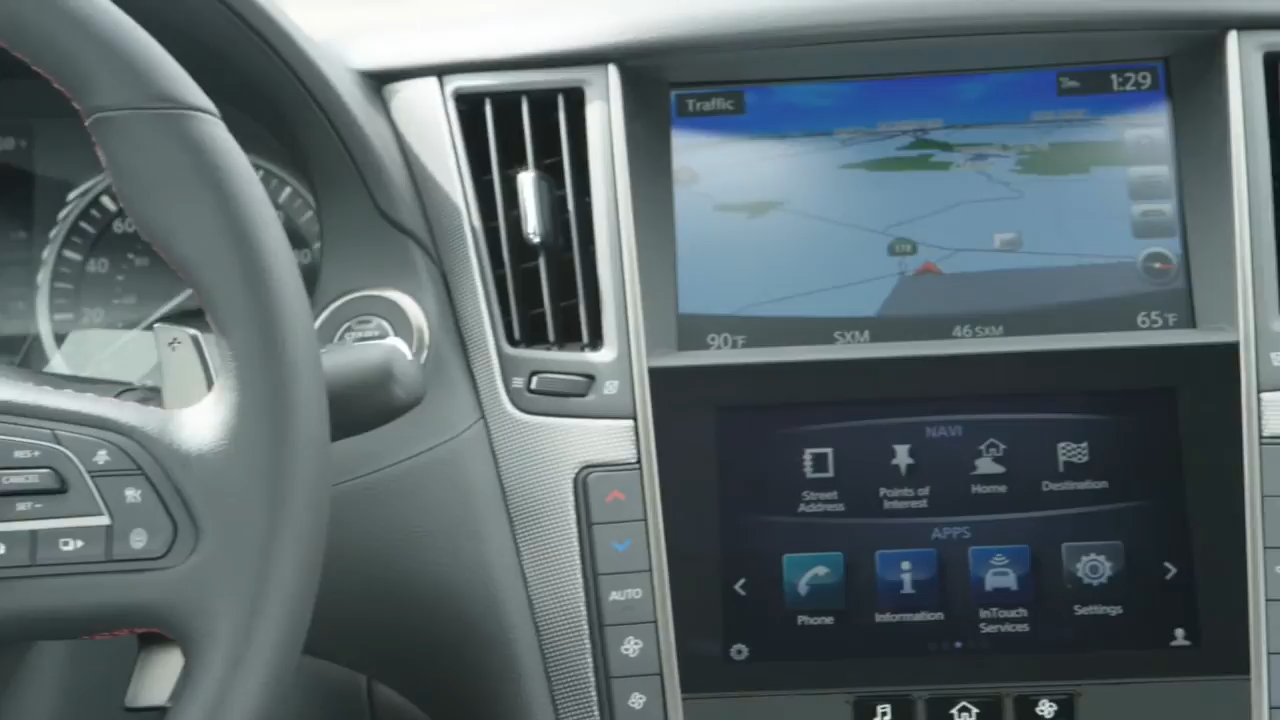 Traffic
1:29
90°F
SXM
46 SXM
65°F
NAVI
Street
Address
Points of
Interest
Home
Destination
APPS
Phone
Information
InTouch
Services
Settings
AUTO
60
40
20
RES+
CANCEL
SET-